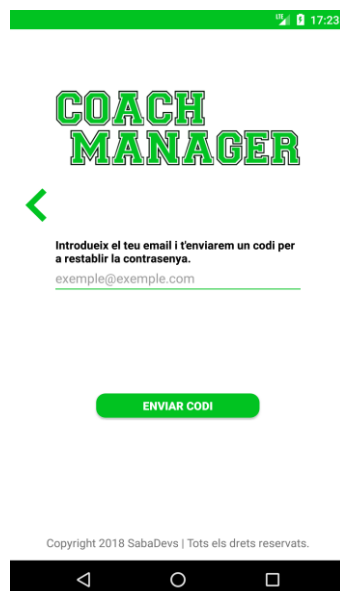 LTE 17:23
COACH
MANAGER
Introdueix el teu email i t'enviarem un codi per
a restablir la contrasenya.
exemple@exemple.com
ENVIAR CODI
Copyright 2018 SabaDevs | Tots els drets reservats.